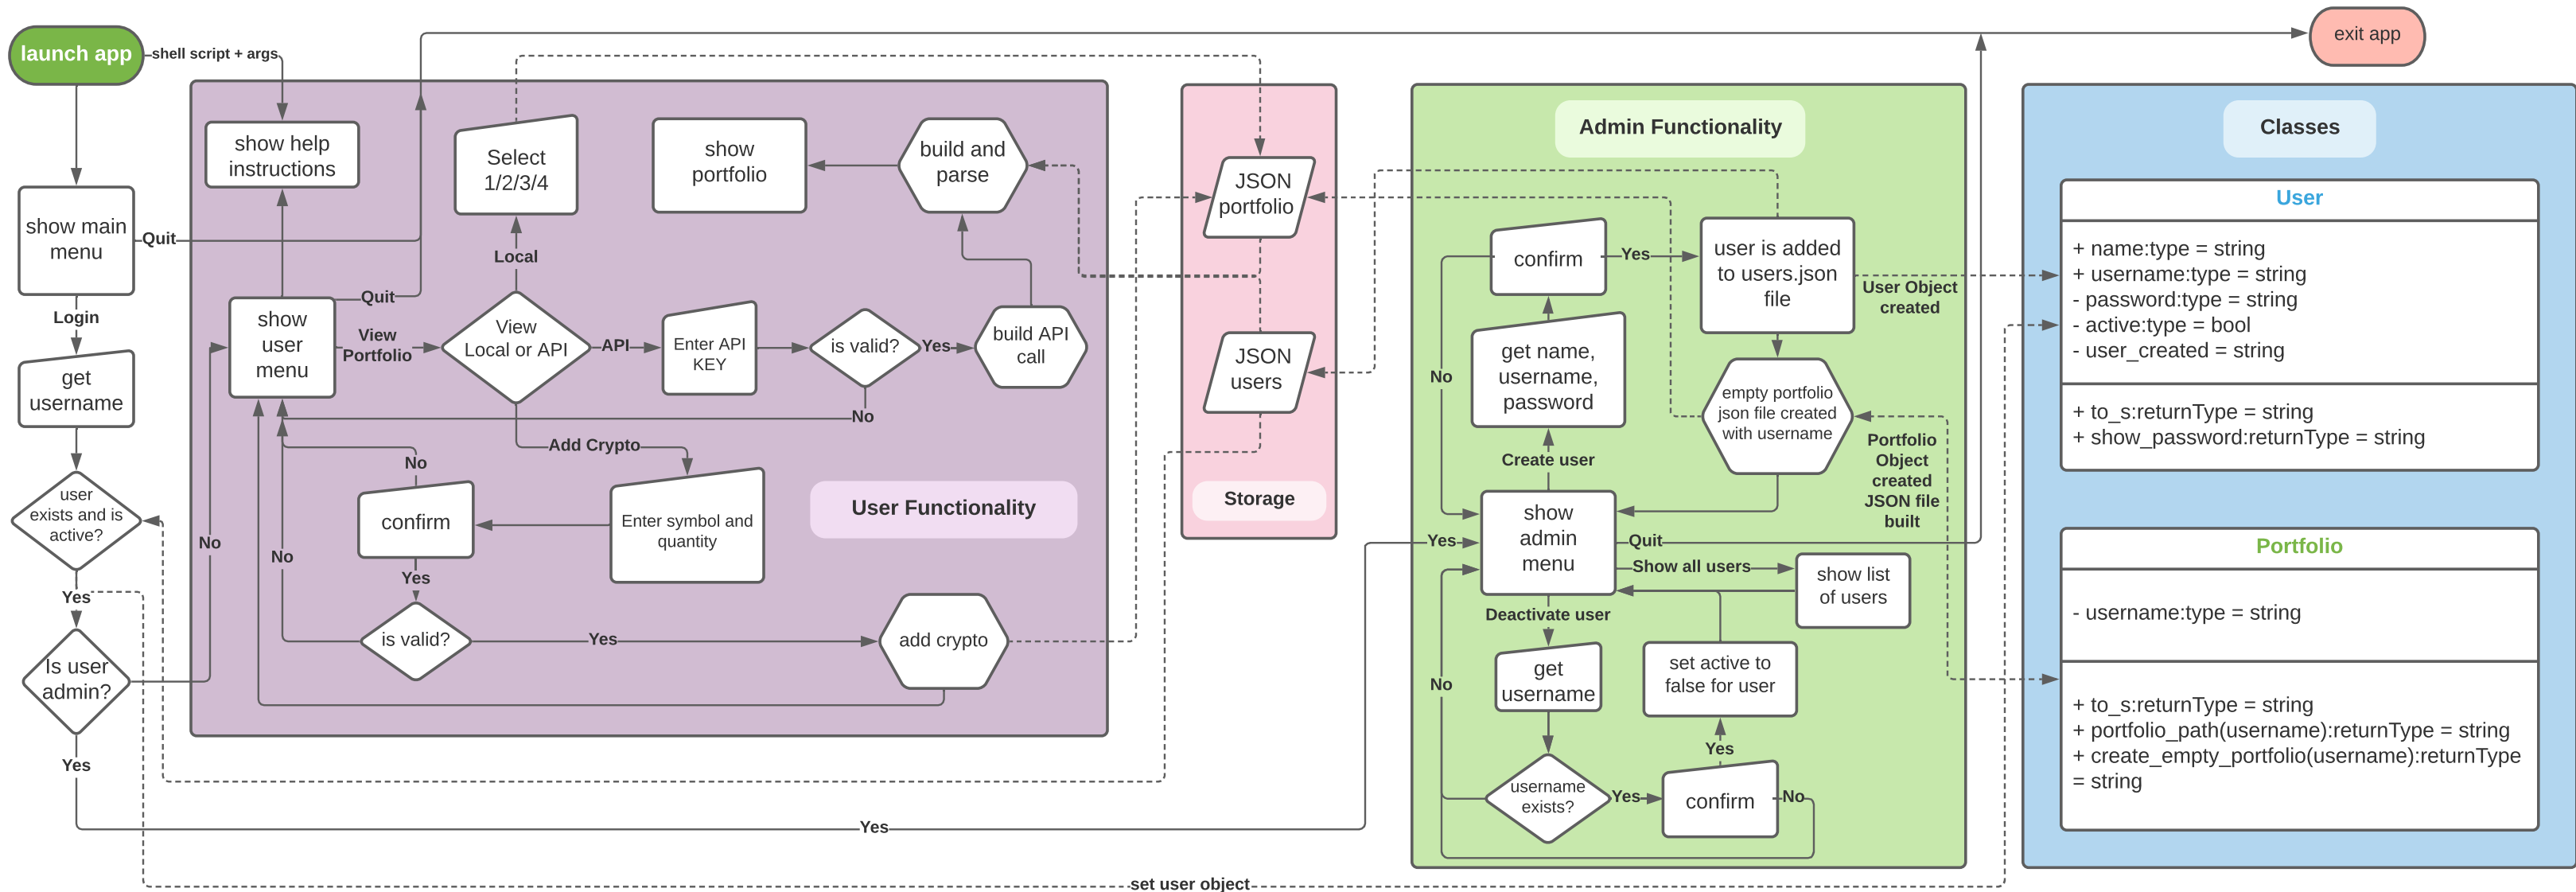 launch app
shell script + args
exit app
show main
menu
Quit
Login
get
username
user
exists and is
active?
Yes
Is user
admin?
No
Yes
Yes
set user object
show help
instructions
Select
1/2/3/4
show
portfolio
build and
parse
Local
Quit
show
user
menu
View
Portfolio
View
Local or API
API
Enter API
KEY
is valid?
Yes
build API
call
No
Add Crypto
No
confirm
Enter symbol and
quantity
User Functionality
No
Yes
is valid?
Yes
add crypto
JSON
portfolio
JSON
users
Storage
Admin Functionality
confirm
Yes
user is added
to users.json
file
User Object
created
No
get name,
username,
password
empty portfolio
json file created
with username
Portfolio
Object
created
JSON file
built
Create user
Yes
show
admin
menu
Quit
Show all users
show list
of users
Deactivate user
No
get
username
set active to
false for user
Yes
username
exists?
Yes
confirm
No
Classes
User
+ name:type = string
+ username:type = string
- password:type = string
- active:type = bool
- user_created = string
+ to_s:returnType = string
+ show_password:returnType = string
Portfolio
- username:type = string
+ to_s:returnType = string
+ portfolio_path(username):returnType = string
+ create_empty_portfolio(username):returnType
= string